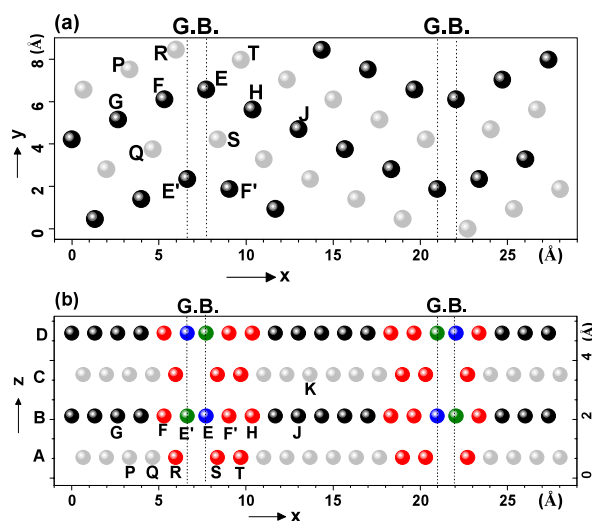 G.B. G.B.
(a)
8 (Å)
R T
P
E
F H
G
J
6
y
4
Q S
E' F'
2
0
0 5 10 15 20 25 (Å)
x
(b) G.B. G.B.
D
4 (Å)
C
K
z
B
2
G F E' E F' H J
A
P Q R S T
0
0 5 10 15 20 25 (Å)
x